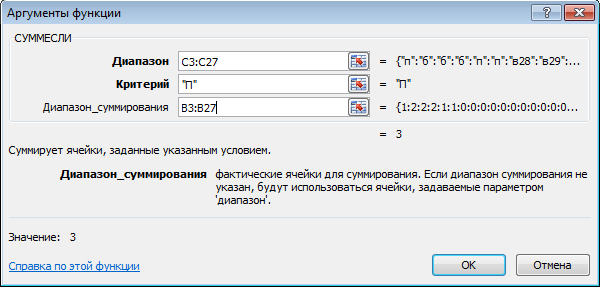 Аргументы функции
СУММЕСЛИ
Диапазон C3:C27 = {"п":"б":"б":"б":"п":"п":"в28":"в29":...
Критерий "П" = "П"
Диапазон_суммирования B3:B27 = {1:2:2:2:1:1:0:0:0:0:0:0:0:0:0:0:0...
= 3
Суммирует ячейки, заданные указанным условием.
Диапазон_суммирования фактические ячейки для суммирования. Если диапазон суммирования не
указан, будут использоваться ячейки, задаваемые параметром
'диапазон'.
Значение: 3
Справка по этой функции
ОК
Отмена